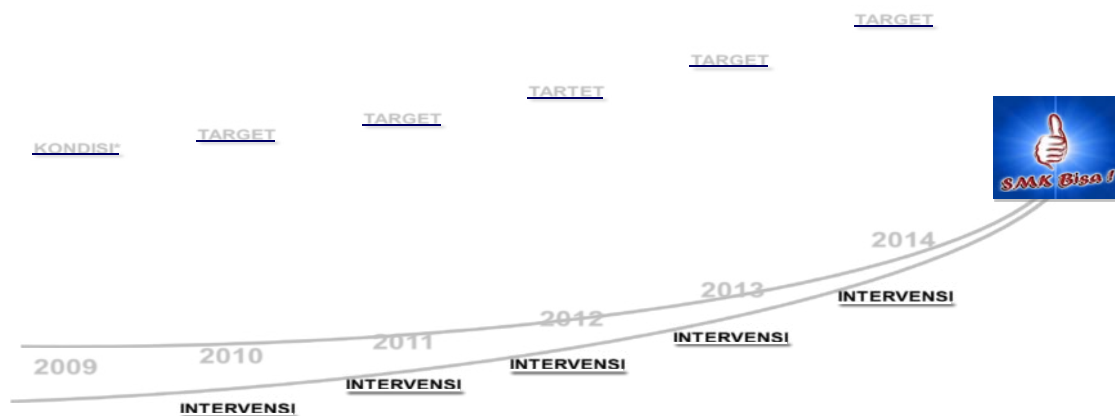 TARGET
TARGET
TARTET
TARGET
TARGET
KONDISI*
SMK Bisa !
2014
2013
2012
2011
2010
2009
INTERVENSI
INTERVENSI
INTERVENSI
INTERVENSI
INTERVENSI